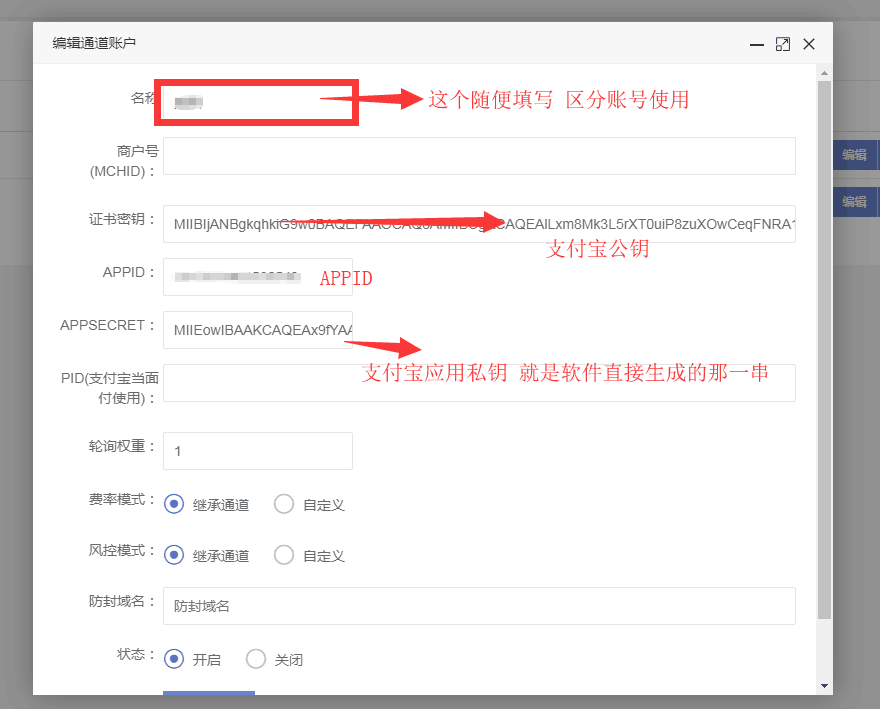 编辑通道账户
名称
这个随便填写 区分账号使用
商户号
(MCHID)：
编辑
证书密钥：
支付宝公钥
编辑
APPID：
APPID
APPSECRET：
MIIEowIBAAKCAQEAx9fYAA
支付宝应用私钥 就是软件直接生成的那一串
PID(支付宝当面
付使用)：
轮询权重：
1
费率模式：
继承通道
自定义
风控模式：
继承通道
自定义
防封域名：
防封域名
状态：
开启
关闭